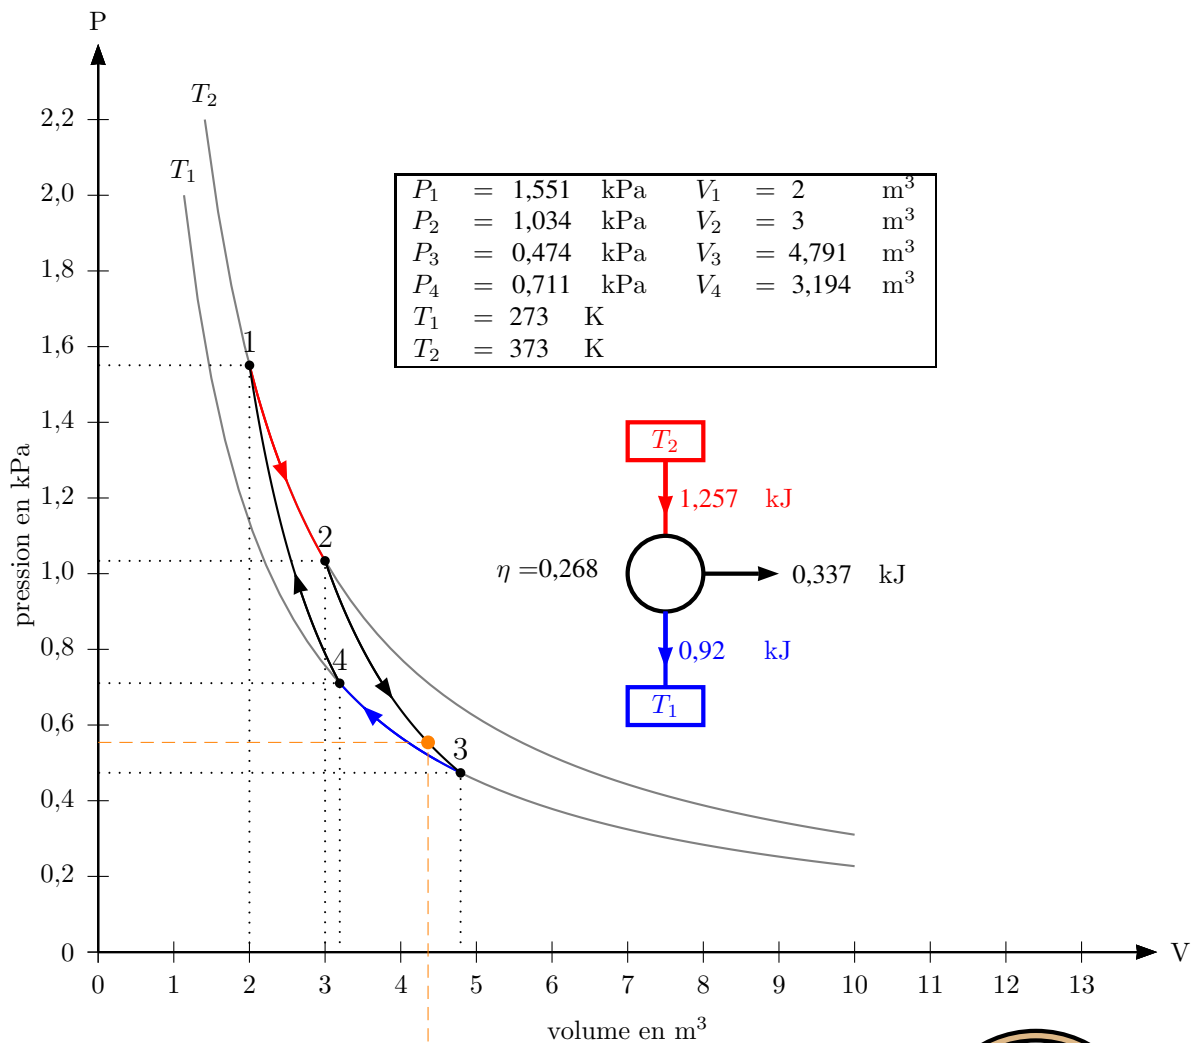 P
T₂
2,2
T₁
2,0
P₁ = 1,551 kPa V₁ = 2 m³
P₂ = 1,034 kPa V₂ = 3 m³
P₃ = 0,474 kPa V₃ = 4,791 m³
P₄ = 0,711 kPa V₄ = 3,194 m³
T₁ = 273 K
T₂ = 373 K
1,8
1,6
1
1,4
T₂
1,257 kJ
1,2
pression en kPa
2
1,0
η =0,268
0,337 kJ
0,8
4
0,92 kJ
T₁
0,6
3
0,4
0,2
0
V
0 1 2 3 4 5 6 7 8 9 10 11 12 13
volume en m³